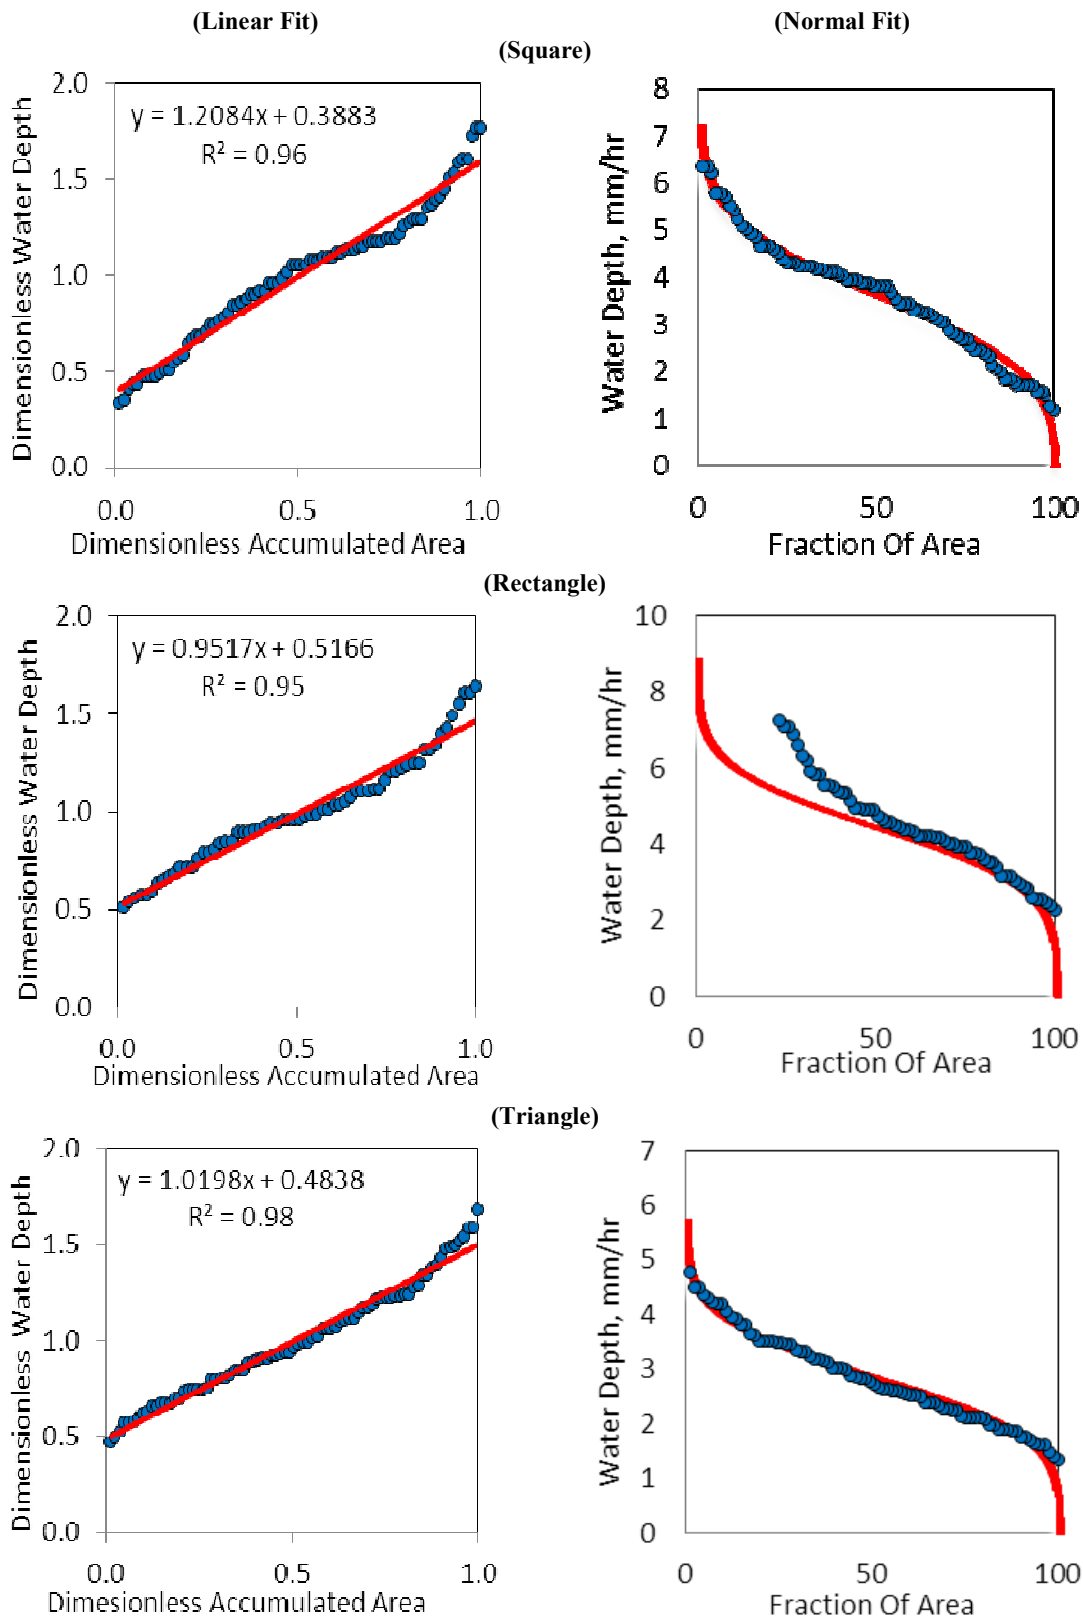 (Linear Fit)
(Normal Fit)
(Square)
2.0
1.5
1.0
0.5
0.0
Dimensionless Water Depth
y = 1.2084x + 0.3883
R² = 0.96
0.0 0.5 1.0
Dimensionless Accumulated Area
8
7
6
5
4
3
2
1
0
Water Depth, mm/hr
0 50 100
Fraction Of Area
(Rectangle)
2.0
1.5
1.0
0.5
0.0
Dimensionless Water Depth
y = 0.9517x + 0.5166
R² = 0.95
0.0 0.5 1.0
Dimensionless Accumulated Area
10
8
6
4
2
0
Water Depth, mm/hr
0 50 100
Fraction Of Area
(Triangle)
2.0
1.5
1.0
0.5
0.0
Dimensionless Water Depth
y = 1.0198x + 0.4838
R² = 0.98
0.0 0.5 1.0
Dimesionless Accumulated Area
7
6
5
4
3
2
1
0
Water Depth, mm/hr
0 50 100
Fraction Of Area